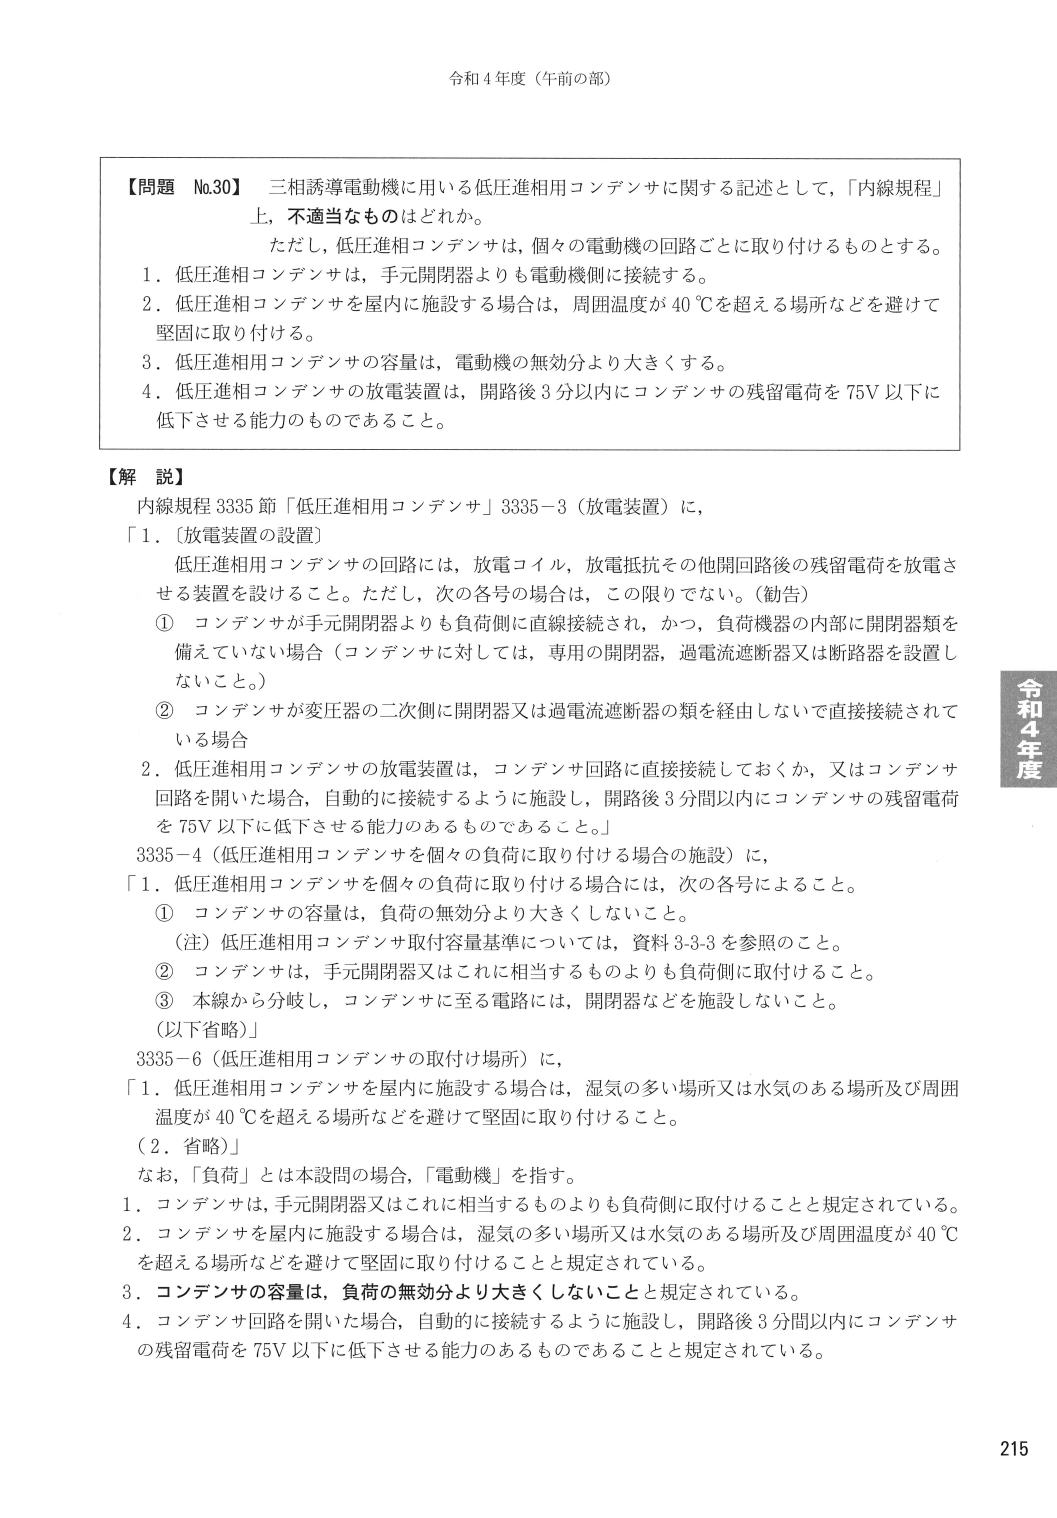 令和4年度（午前の部）
【問題　No.30】　三相誘導電動機に用いる低圧進相用コンデンサに関する記述として，「内線規程」
上，不適当なものはどれか。
ただし，低圧進相コンデンサは，個々の電動機の回路ごとに取り付けるものとする。
1．低圧進相コンデンサは，手元開閉器よりも電動機側に接続する。
2．低圧進相コンデンサを屋内に施設する場合は，周囲温度が40℃を超える場所などを避けて
堅固に取り付ける。
3．低圧進相用コンデンサの容量は，電動機の無効分より大きくする。
4．低圧進相コンデンサの放電装置は，開路後3分以内にコンデンサの残留電荷を75V以下に
低下させる能力のものであること。
【解　説】
内線規程3335節「低圧進相用コンデンサ」3335－3（放電装置）に，
「1．〔放電装置の設置〕
低圧進相用コンデンサの回路には，放電コイル，放電抵抗その他開回路後の残留電荷を放電さ
せる装置を設けること。ただし，次の各号の場合は，この限りでない。（勧告）
①　コンデンサが手元開閉器よりも負荷側に直線接続され，かつ，負荷機器の内部に開閉器類を
備えていない場合（コンデンサに対しては，専用の開閉器，過電流遮断器又は断路器を設置し
ないこと。）
②　コンデンサが変圧器の二次側に開閉器又は過電流遮断器の類を経由しないで直接接続されて
いる場合
2．低圧進相用コンデンサの放電装置は，コンデンサ回路に直接接続しておくか，又はコンデンサ
回路を開いた場合，自動的に接続するように施設し，開路後3分間以内にコンデンサの残留電荷
を75V以下に低下させる能力のあるものであること。」
3335－4（低圧進相用コンデンサを個々の負荷に取り付ける場合の施設）に，
「1．低圧進相用コンデンサを個々の負荷に取り付ける場合には，次の各号によること。
①　コンデンサの容量は，負荷の無効分より大きくしないこと。
（注）低圧進相用コンデンサ取付容量基準については，資料3-3-3を参照のこと。
②　コンデンサは，手元開閉器又はこれに相当するものよりも負荷側に取付けること。
③　本線から分岐し，コンデンサに至る電路には，開閉器などを施設しないこと。
（以下省略）」
3335－6（低圧進相用コンデンサの取付け場所）に，
「1．低圧進相用コンデンサを屋内に施設する場合は，湿気の多い場所又は水気のある場所及び周囲
温度が40℃を超える場所などを避けて堅固に取り付けること。
（2．省略）」
なお，「負荷」とは本設問の場合，「電動機」を指す。
1．コンデンサは，手元開閉器又はこれに相当するものよりも負荷側に取付けることと規定されている。
2．コンデンサを屋内に施設する場合は，湿気の多い場所又は水気のある場所及び周囲温度が40℃
を超える場所などを避けて堅固に取り付けることと規定されている。
3．コンデンサの容量は，負荷の無効分より大きくしないことと規定されている。
4．コンデンサ回路を開いた場合，自動的に接続するように施設し，開路後3分間以内にコンデンサ
の残留電荷を75V以下に低下させる能力のあるものであることと規定されている。
令和4年度
215